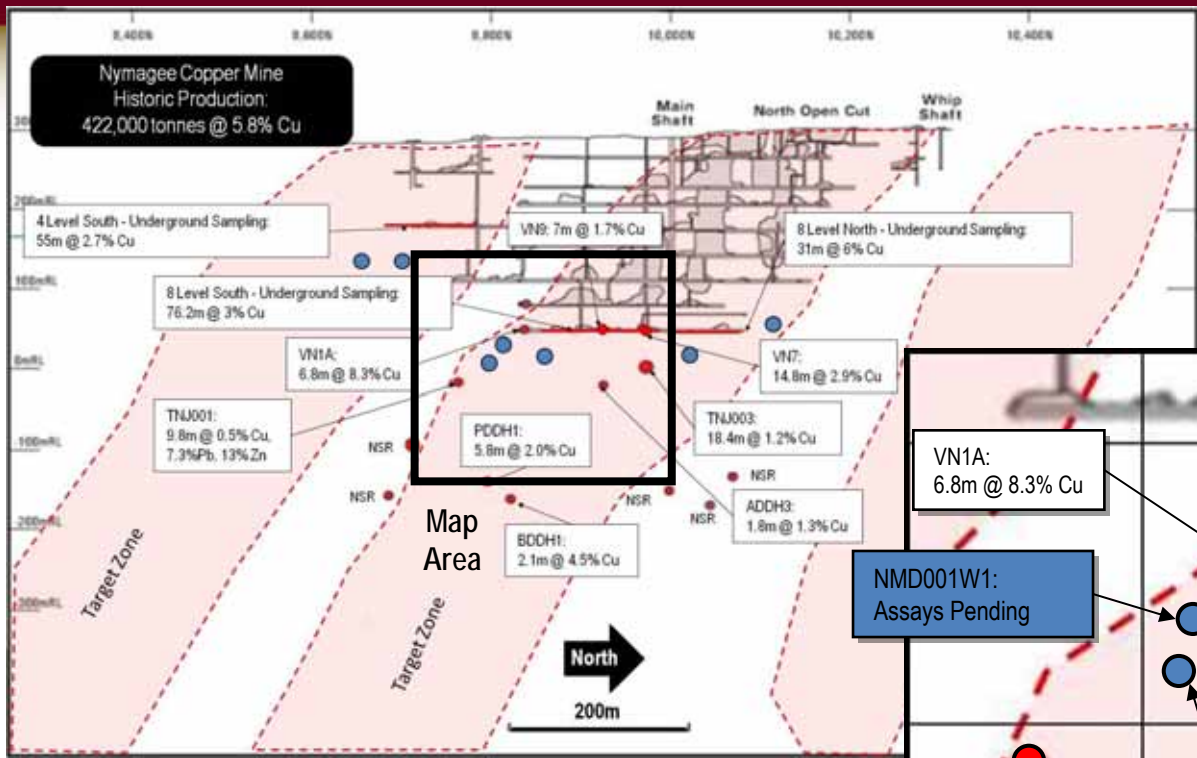 9,400N 9,600N 9,800N 10,000N 10,200N 10,400N
Nymagee Copper Mine
Historic Production:
422,000 tonnes @ 5.8% Cu
Main
Shaft
North Open Cut
Whip
Shaft
200mRL
4 Level South - Underground Sampling:
55m @ 2.7% Cu
VN9: 7m @ 1.7% Cu
8 Level North - Underground Sampling:
31m @ 6% Cu
100mRL
8 Level South - Underground Sampling:
76.2m @ 3% Cu
0mRL
VN1A:
6.8m @ 8.3% Cu
VN7:
14.8m @ 2.9% Cu
TNJ001:
9.8m @ 0.5% Cu,
7.3%Pb, 13% Zn
PDDH1:
5.8m @ 2.0% Cu
TNJ003:
18.4m @ 1.2% Cu
-100mRL
NSR
NSR
NSR
NSR
ADDH3:
1.8m @ 1.3% Cu
Map
Area
BDDH1:
2.1m @ 4.5% Cu
-200mRL
Target Zone
Target Zone
-300mRL
North
200m
VN1A:
6.8m @ 8.3% Cu
NMD001W1:
Assays Pending